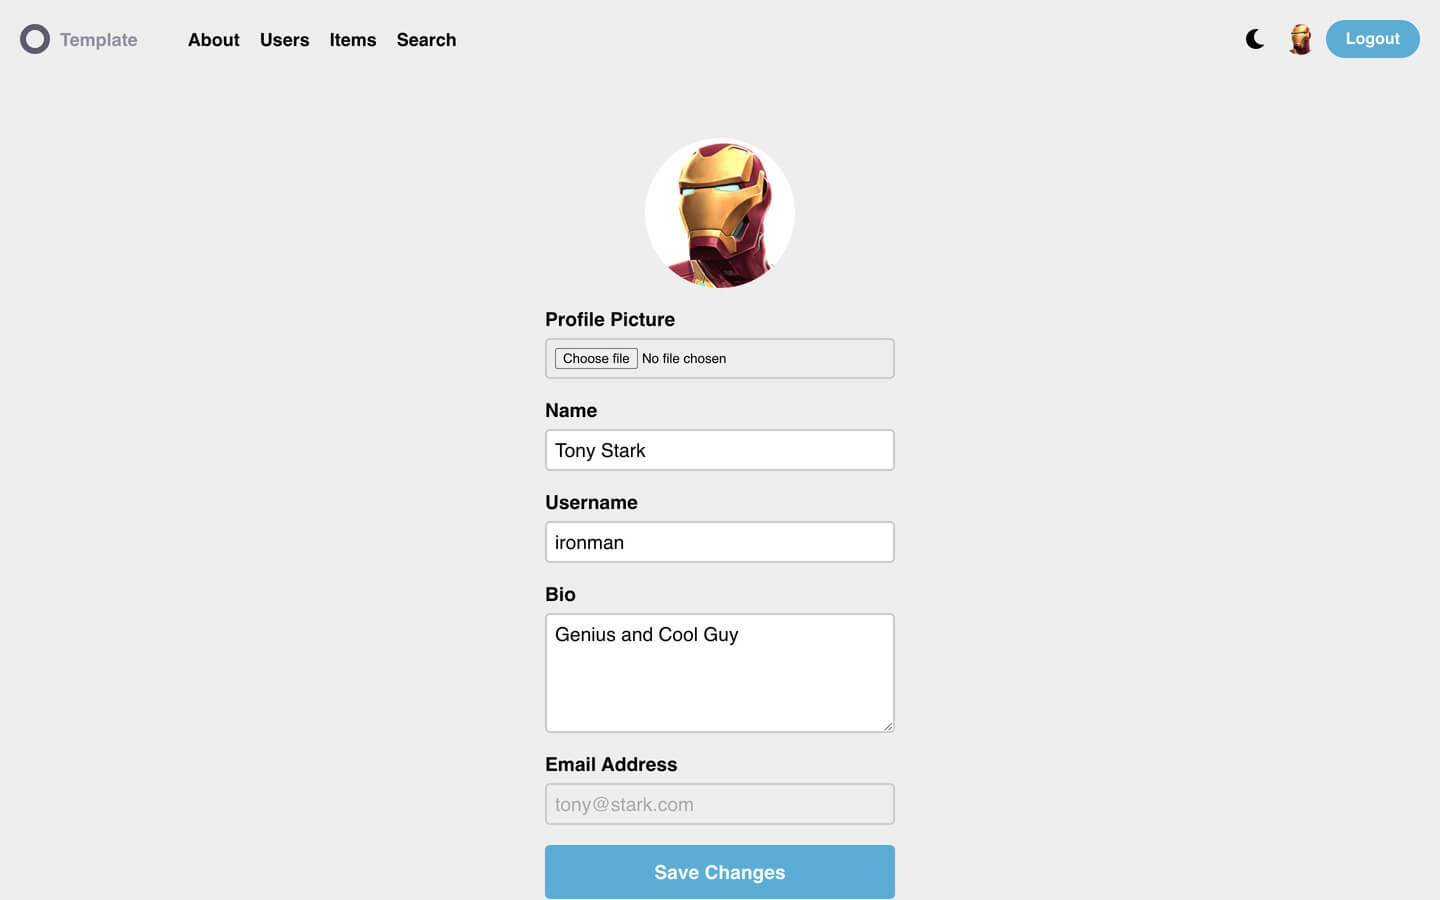 Template
About Users Items Search
Logout
Profile Picture
Choose file No file chosen
Name
Tony Stark
Username
ironman
Bio
Genius and Cool Guy
Email Address
tony@stark.com
Save Changes